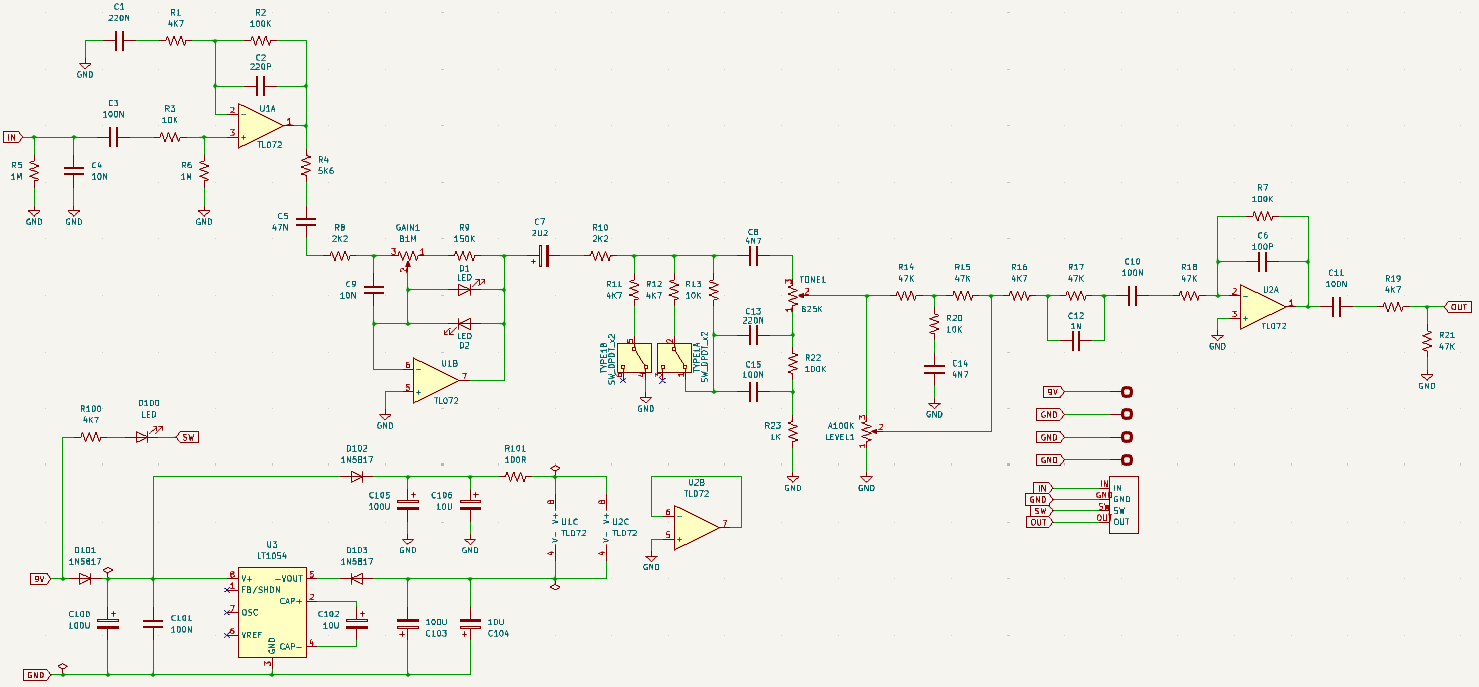 C1
220N
R1
4K7
R2
100K
C2
220P
GND
C3
100N
R3
10K
U1A
2
3
1
TL072
IN
R5
1M
C4
10N
R6
1M
R4
5K6
GND
GND
GND
C5
47N
R8
2K2
GAIN1
B1M
3
1
2
R9
150K
C7
2U2
R10
2K2
D1
LED
C9
10N
LED
D2
U1B
6
5
7
TL072
GND
R11
4K7
R12
4K7
R13
10K
C8
4N7
TONE1
3
2
1
B25K
C13
220N
TYPE1B
SW_DPDT_x2
5
6
4
TYPE1A
SW_DPDT_x2
2
3
1
GND
C15
100N
R22
100K
R23
1K
GND
A100K
LEVEL1
3
2
1
GND
R14
47K
R15
47K
R20
10K
C14
4N7
GND
R16
4K7
R17
47K
C12
1N
C10
100N
R18
47K
R7
100K
C6
100P
U2A
2
3
1
TL072
GND
C11
100N
R19
4K7
OUT
R21
47K
GND
9V
GND
GND
GND
IN
GND
SW
OUT
IN
GND
SW
OUT
IN
GND
SW
OUT
R100
4K7
D100
LED
SW
D102
1N5817
R101
100R
C105
100U
C106
10U
GND
GND
8
V+
U1C
TL072
V-
4
8
V+
U2C
TL072
V-
4
U2B
TL072
6
5
7
GND
9V
D101
1N5817
C100
100U
C101
100N
U3
LT1054
8
V+
1
FB/SHDN
7
OSC
6
VREF
-VOUT
5
CAP+
2
CAP-
4
GND
3
D103
1N5817
C102
10U
100U
C103
10U
C104
GND